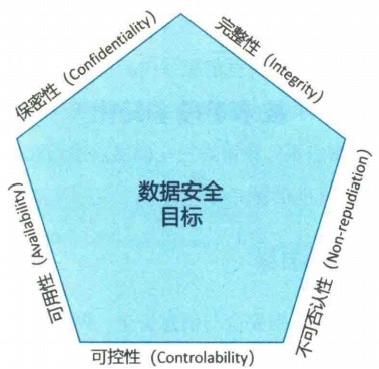 保密性 (Confidentiality)
完整性 (Integrity)
数据安全
目标
可用性 (Availability)
不可否认性 (Non-repudiation)
可控性 (Controlability)